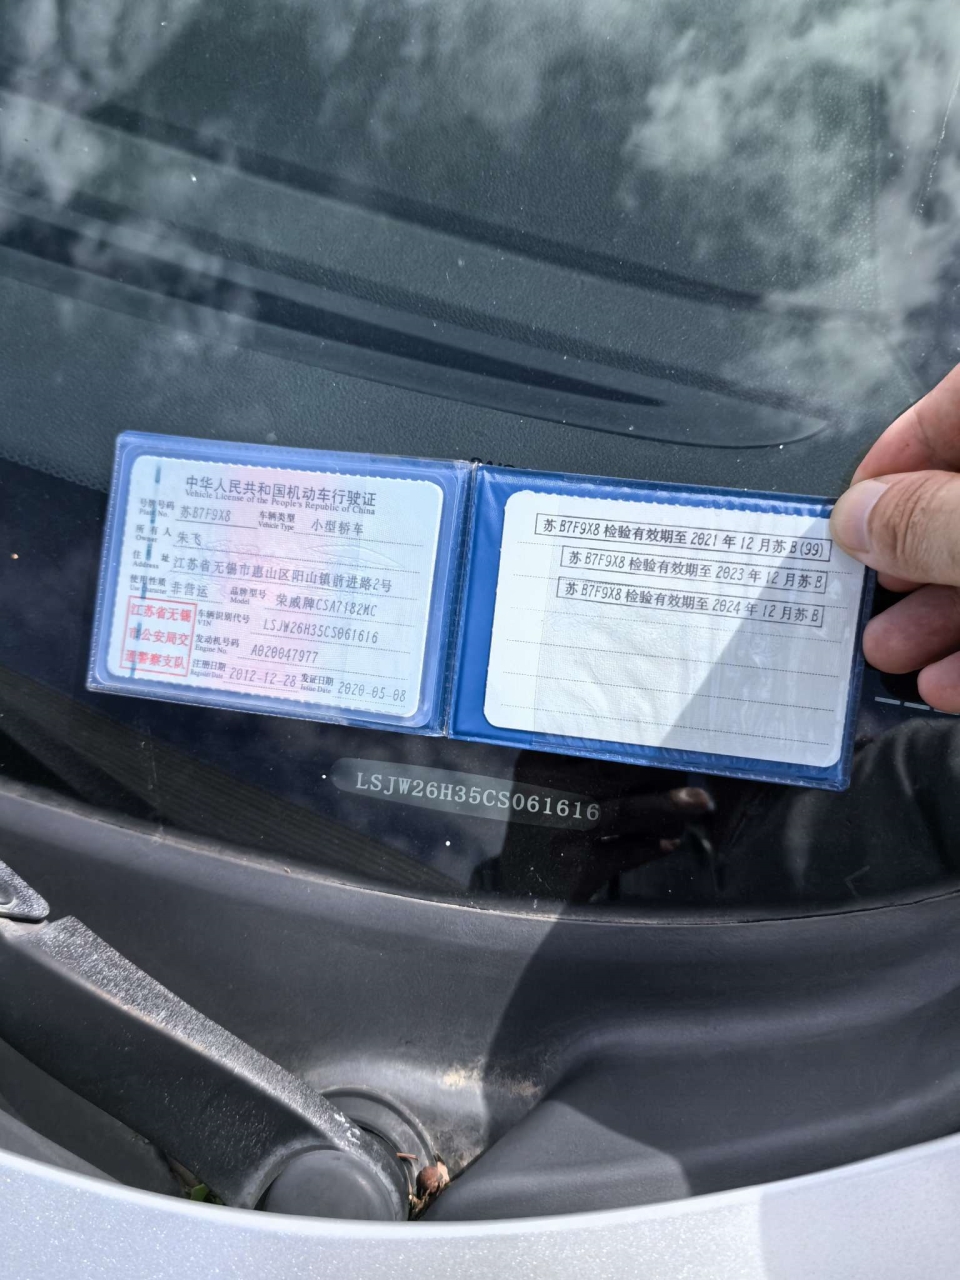 中华人民共和国机动车行驶证
Vehicle License of the People's Republic of China
号牌号码 苏B7F9X8 车辆类型 小型轿车
Plate No. Vehicle Type
所有人 朱飞
Owner
住址 江苏省无锡市惠山区阳山镇前进路2号
Address
使用性质 非营运 品牌型号 荣威牌CSA7182MC
Use Character Model
江苏省无锡
市公安局交
通警察支队
车辆识别代号 LSJW26H35CS061616
VIN
发动机号码 A020047977
Engine No.
注册日期 2012-12-28 发证日期 2020-05-08
Register Date Issue Date
苏B7F9X8 检验有效期至 2021 年 12 月苏B(99)
苏B7F9X8 检验有效期至 2023 年 12 月苏B
苏B7F9X8 检验有效期至 2024 年 12 月苏B
LSJW26H35CS061616